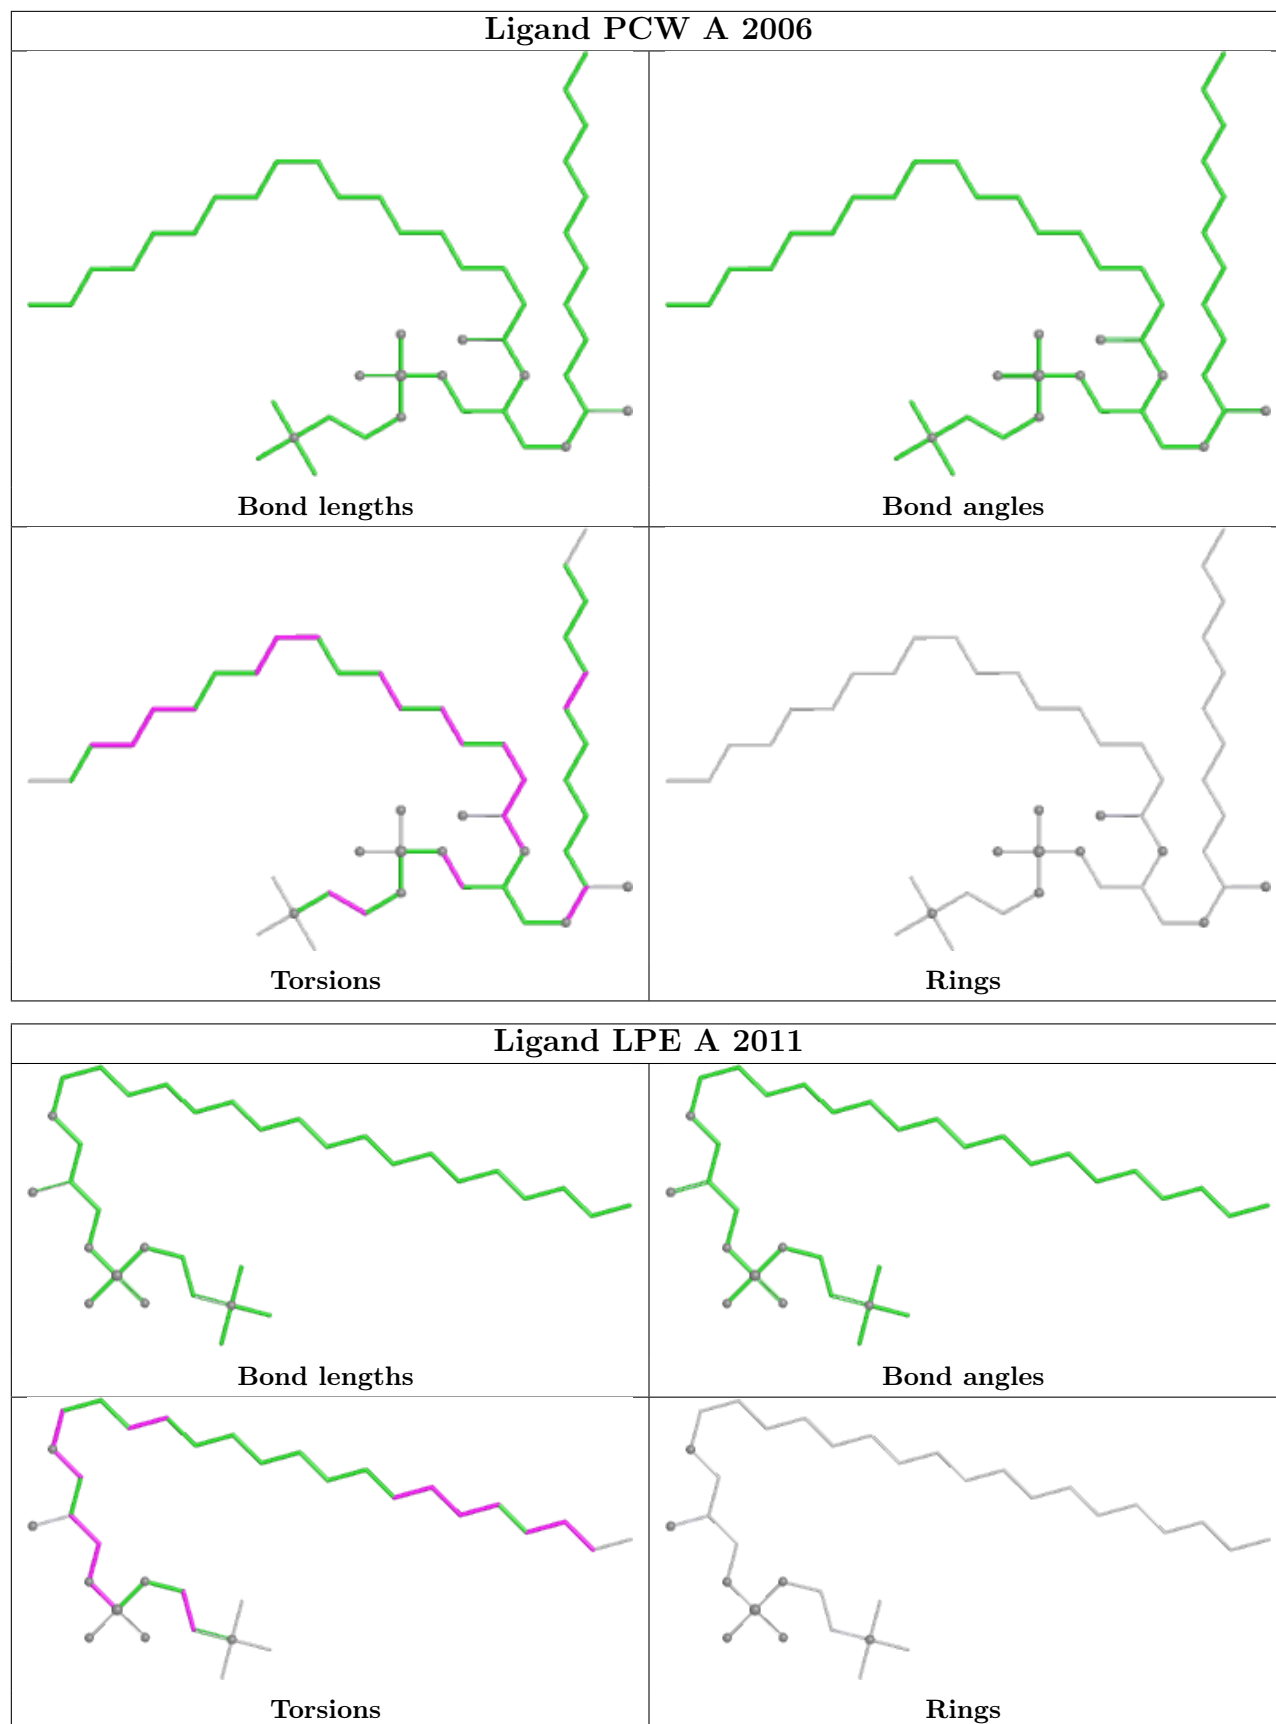 Ligand PCW A 2006
Bond lengths
Bond angles
Torsions
Rings
Ligand LPE A 2011
Bond lengths
Bond angles
Torsions
Rings